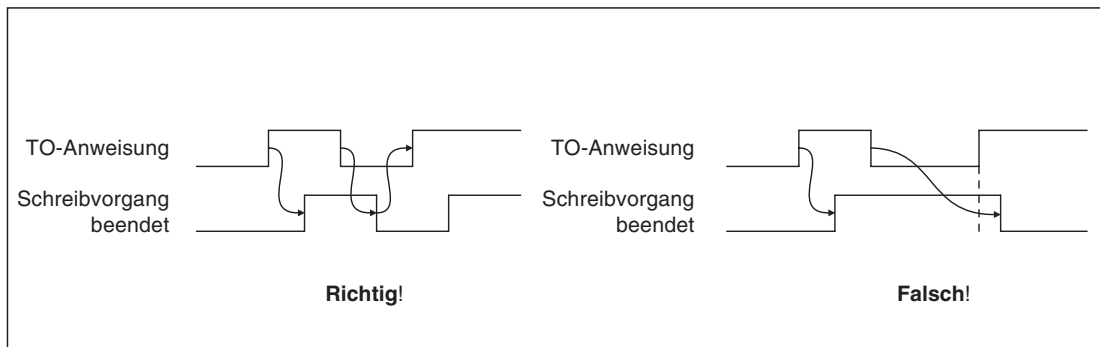 TO-Anweisung
Schreibvorgang
beendet
Richtig!
TO-Anweisung
Schreibvorgang
beendet
Falsch!